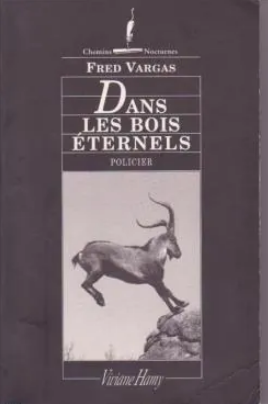 Chemins Nocturnes
FRED VARGAS
DANS
LES BOIS
ÉTERNELS
POLICIER
Viviane Hamy